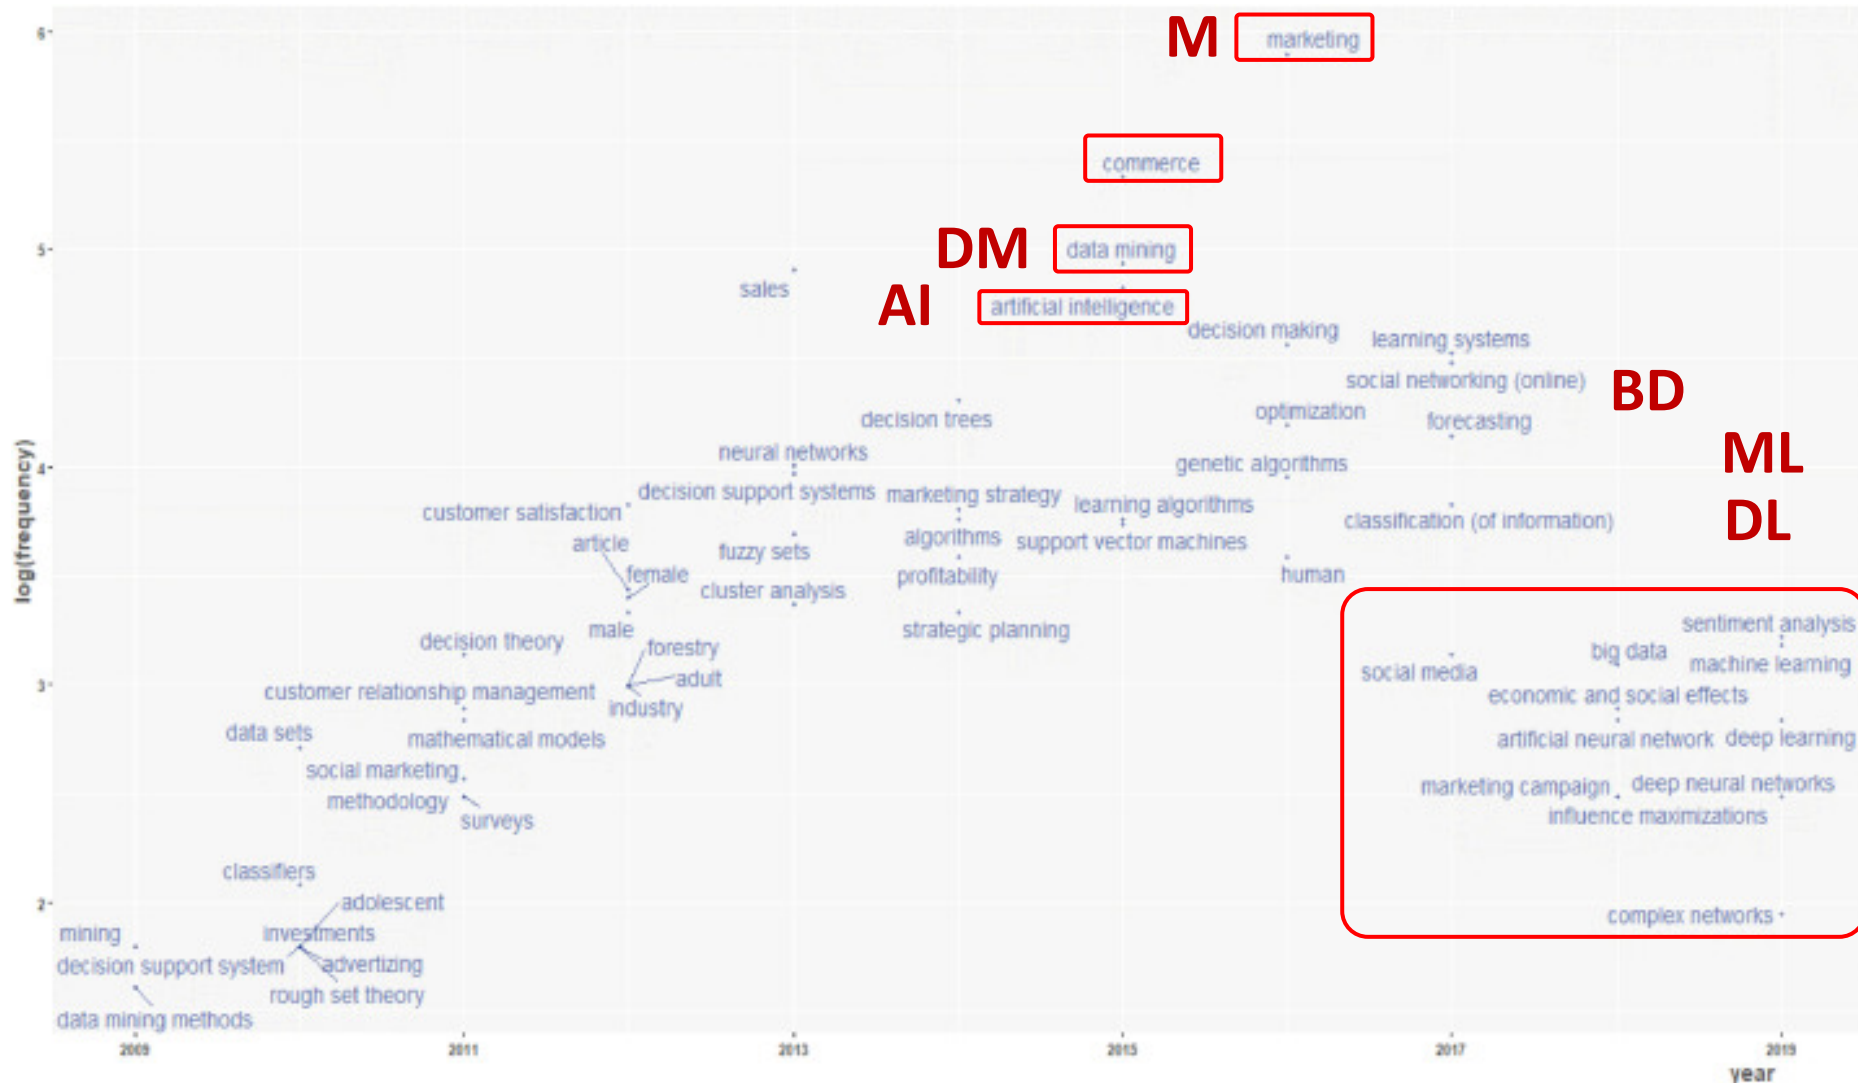 6
M
marketing
commerce
5
DM
data mining
sales
AI
artificial intelligence
decision making
learning systems
social networking (online)
BD
decision trees
optimization
forecasting
log(frequency)
4
neural networks
genetic algorithms
ML
decision support systems
marketing strategy
learning algorithms
customer satisfaction
classification (of information)
DL
article
algorithms
support vector machines
fuzzy sets
female
profitability
human
cluster analysis
male
strategic planning
sentiment analysis
decision theory
forestry
big data
machine learning
social media
3
adult
customer relationship management
economic and social effects
industry
data sets
mathematical models
artificial neural network
deep learning
social marketing
methodology
marketing campaign
deep neural networks
surveys
influence maximizations
classifiers
2
adolescent
complex networks
mining
investments
decision support system
advertizing
rough set theory
data mining methods
2009
2011
2013
2015
2017
2019
year